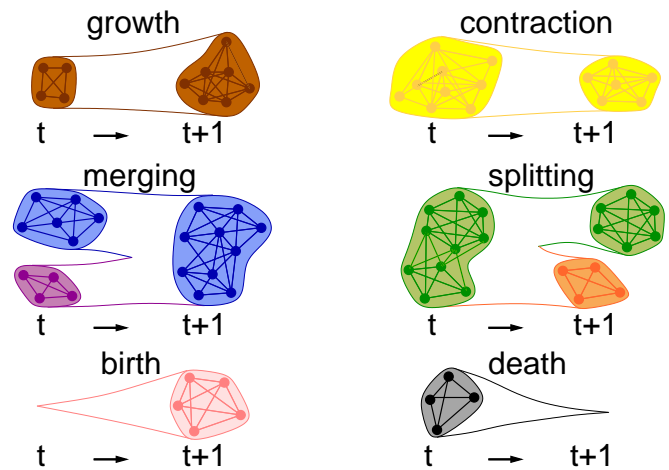 growth contraction
t → t+1 t → t+1
merging splitting
t → t+1 t → t+1
birth death
t → t+1 t → t+1